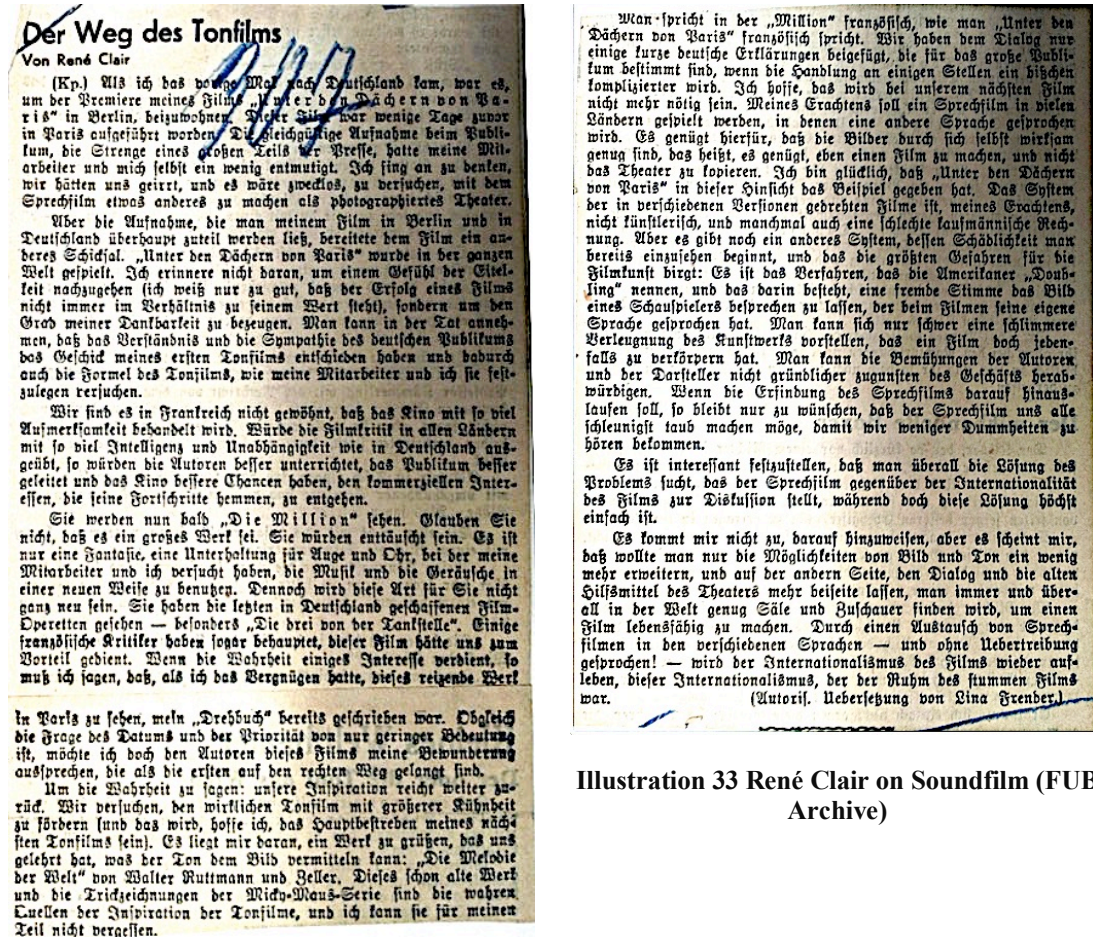 Der Weg des Tonfilms
Von René Clair
(Kp.) Als ich das vorige Mal nach Deutschland kam, war es,
um der Premiere meines Films „Unter den Dächern von Pa-
ris“ in Berlin, beizuwohnen. Dieser Film war wenige Tage zuvor
in Paris aufgeführt worden. Die gleichgültige Aufnahme beim Publi-
kum, die Strenge eines großen Teils der Presse, hatte meine Mit-
arbeiter und mich selbst ein wenig entmutigt. Ich fing an zu denken,
wir hätten uns geirrt, und es wäre zwecklos, zu versuchen, mit dem
Sprechfilm etwas anderes zu machen als photographiertes Theater.
Aber die Aufnahme, die man meinem Film in Berlin und in
Deutschland überhaupt zuteil werden ließ, bereitete dem Film ein an-
deres Schicksal. „Unter den Dächern von Paris“ wurde in der ganzen
Welt gespielt. Ich erinnere nicht daran, um einem Gefühl der Eitel-
keit nachzugehen (ich weiß nur zu gut, daß der Erfolg eines Films
nicht immer im Verhältnis zu seinem Wert steht), sondern um den
Grad meiner Dankbarkeit zu bezeugen. Man kann in der Tat anneh-
men, daß das Verständnis und die Sympathie des deutschen Publikums
das Geschick meines ersten Tonfilms entschieden haben und dadurch
auch die Formel des Tonfilms, wie meine Mitarbeiter und ich sie fest-
zulegen versuchen.
Wir sind es in Frankreich nicht gewöhnt, daß das Kino mit so viel
Aufmerksamkeit behandelt wird. Würde die Filmkritik in allen Ländern
mit so viel Intelligenz und Unabhängigkeit wie in Deutschland aus-
geübt, so würden die Autoren besser unterrichtet, das Publikum besser
geleitet und das Kino bessere Chancen haben, den kommerziellen Inter-
essen, die seine Fortschritte hemmen, zu entgehen.
Sie werden nun bald „Die Million“ sehen. Glauben Sie
nicht, daß es ein großes Werk sei. Sie würden enttäuscht sein. Es ist
nur eine Fantasie, eine Unterhaltung für Auge und Ohr, bei der meine
Mitarbeiter und ich versucht haben, die Musik und die Geräusche in
einer neuen Weise zu benutzen. Dennoch wird diese Art für Sie nicht
ganz neu sein. Sie haben die letzten in Deutschland geschaffenen Film-
Operetten gesehen — besonders „Die drei von der Tankstelle“. Einige
französische Kritiker haben sogar behauptet, dieser Film hätte uns zum
Vorteil gedient. Wenn die Wahrheit einiges Interesse verdient, so
muß ich sagen, daß, als ich das Vergnügen hatte, dieses reizende Werk
in Paris zu sehen, mein „Drehbuch“ bereits geschrieben war. Obgleich
die Frage des Datums und der Priorität von nur geringer Bedeutung
ist, möchte ich doch den Autoren dieses Films meine Bewunderung
aussprechen, die als die ersten auf den rechten Weg gelangt sind.
Um die Wahrheit zu sagen: unsere Inspiration reicht weiter zu-
rück. Wir versuchen, den wirklichen Tonfilm mit größerer Kühnheit
zu fördern (und das wird, hoffe ich, das Hauptbestreben meines näch-
sten Tonfilms sein). Es liegt mir daran, ein Werk zu grüßen, das uns
gelehrt hat, was der Ton dem Bild vermitteln kann: „Die Melodie
der Welt“ von Walter Ruttmann und Zeller. Dieses schon alte Werk
und die Trickzeichnungen der Micky-Maus-Serie sind die wahren
Quellen der Inspiration der Tonfilme, und ich kann sie für meinen
Teil nicht vergessen.
Man spricht in der „Million“ französisch, wie man „Unter den
Dächern von Paris“ französisch spricht. Wir haben dem Dialog nur
einige kurze deutsche Erklärungen beigefügt, die für das große Publi-
kum bestimmt sind, wenn die Handlung an einigen Stellen ein bißchen
komplizierter wird. Ich hoffe, das wird bei unserem nächsten Film
nicht mehr nötig sein. Meines Erachtens soll ein Sprechfilm in vielen
Ländern gespielt werden, in denen eine andere Sprache gesprochen
wird. Es genügt hierfür, daß die Bilder durch sich selbst wirksam
genug sind, das heißt, es genügt, eben einen Film zu machen, und nicht
das Theater zu kopieren. Ich bin glücklich, daß „Unter den Dächern
von Paris“ in dieser Hinsicht das Beispiel gegeben hat. Das System
der in verschiedenen Versionen gedrehten Filme ist, meines Erachtens,
nicht künstlerisch, und manchmal auch eine schlechte kaufmännische Rech-
nung. Aber es gibt noch ein anderes System, dessen Schädlichkeit man
bereits einzusehen beginnt, und das die größten Gefahren für die
Filmkunst birgt: Es ist das Verfahren, das die Amerikaner „Doub-
ling“ nennen, und das darin besteht, eine fremde Stimme das Bild
eines Schauspielers besprechen zu lassen, der beim Filmen seine eigene
Sprache gesprochen hat. Man kann sich nur schwer eine schlimmere
Verleugnung des Kunstwerks vorstellen, das ein Film doch jeden-
falls zu verkörpern hat. Man kann die Bemühungen der Autoren
und der Darsteller nicht gründlicher zugunsten des Geschäfts herab-
würdigen. Wenn die Erfindung des Sprechfilms darauf hinaus-
laufen soll, so bleibt nur zu wünschen, daß der Sprechfilm uns alle
schleunigst taub machen möge, damit wir weniger Dummheiten zu
hören bekommen.
Es ist interessant festzustellen, daß man überall die Lösung des
Problems sucht, das der Sprechfilm gegenüber der Internationalität
des Films zur Diskussion stellt, während doch diese Lösung höchst
einfach ist.
Es kommt mir nicht zu, darauf hinzuweisen, aber es scheint mir,
daß wollte man nur die Möglichkeiten von Bild und Ton ein wenig
mehr erweitern, und auf der andern Seite, den Dialog und die alten
Hilfsmittel des Theaters mehr beiseite lassen, man immer und über-
all in der Welt genug Säle und Zuschauer finden wird, um einen
Film lebensfähig zu machen. Durch einen Austausch von Sprech-
filmen in den verschiedenen Sprachen — und ohne Uebertreibung
gesprochen! — wird der Internationalismus des Films wieder auf-
leben, dieser Internationalismus, der der Ruhm des stummen Films
war. (Autoris. Uebersetzung von Lina Frender.)
Illustration 33 René Clair on Soundfilm (FUB
Archive)